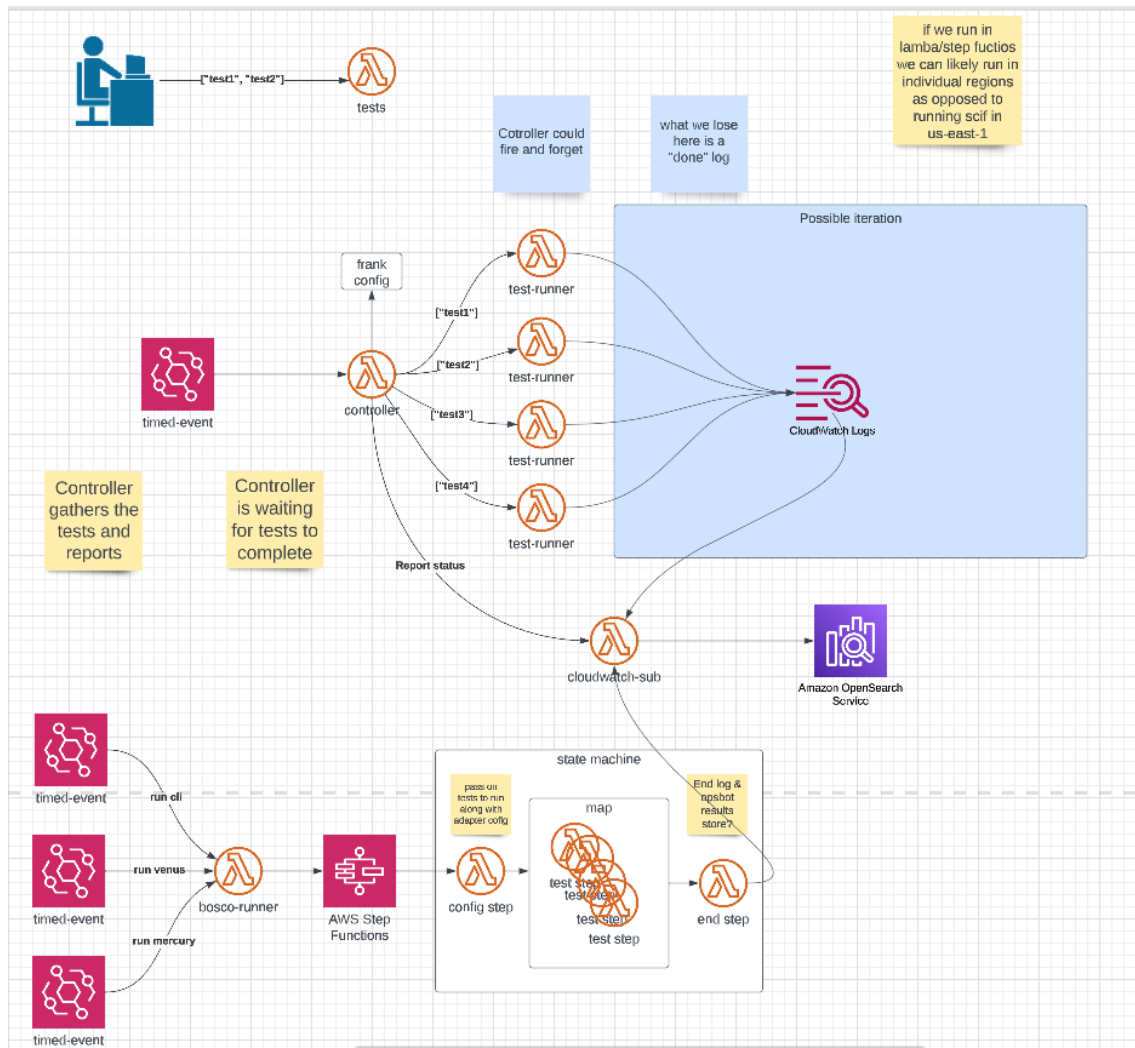 if we run in
lamba/step fuctios
we can likely run in
individual regions
as opposed to
running scif in
us-east-1
["test1", "test2"]
tests
Cotroller could
fire and forget
what we lose
here is a
"done" log
Possible iteration
frank
config
test-runner
["test1"]
test-runner
["test2"]
controller
["test3"]
timed-event
CloudWatch Logs
test-runner
["test4"]
test-runner
Controller
gathers the
tests and
reports
Controller
is waiting
for tests to
complete
Report status
cloudwatch-sub
Amazon OpenSearch
Service
timed-event
run cli
run venus
timed-event
run mercury
timed-event
bosco-runner
AWS Step
Functions
state machine
pass on
tests to run
along with
adapter cofig
map
End log &
opsbot
results
store?
config step
test step
test step
test step
test step
end step